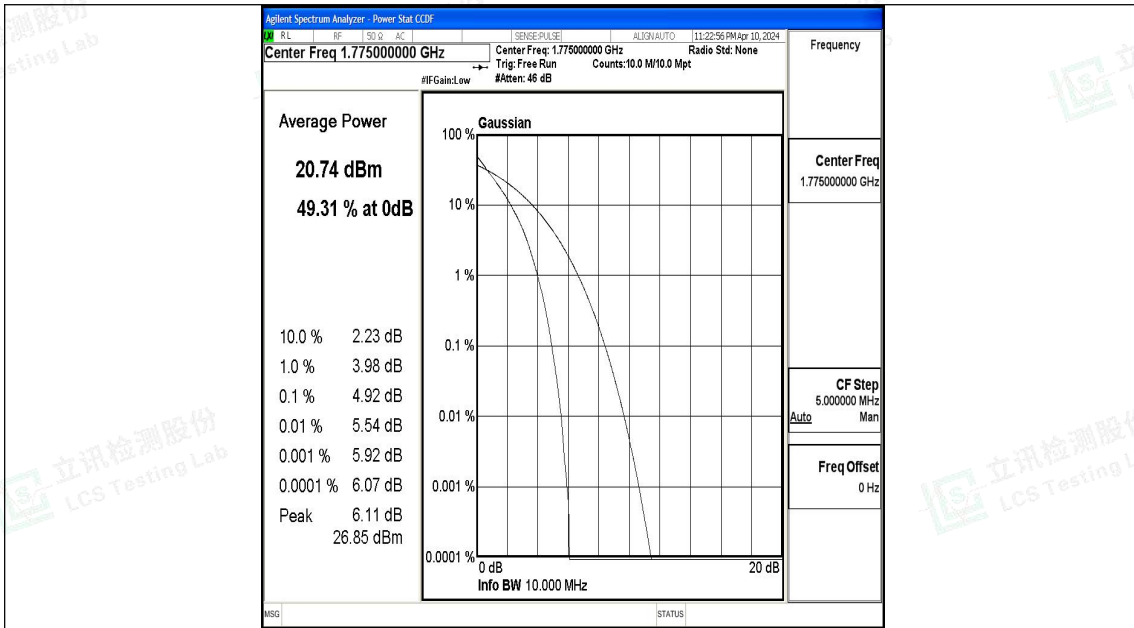 Agilent Spectrum Analyzer - Power Stat CCDF
RL RF 50 Ω AC SENSE:PULSE ALIGN AUTO 11:22:56 PM Apr 10, 2024
Center Freq 1.775000000 GHz
Center Freq: 1.775000000 GHz Radio Std: None
Trig: Free Run Counts:10.0 M/10.0 Mpt
#IFGain:Low #Atten: 46 dB
Average Power
20.74 dBm
49.31 % at 0dB
10.0 % 2.23 dB
1.0 % 3.98 dB
0.1 % 4.92 dB
0.01 % 5.54 dB
0.001 % 5.92 dB
0.0001 % 6.07 dB
Peak 6.11 dB
26.85 dBm
Gaussian
100 %
10 %
1 %
0.1 %
0.01 %
0.001 %
0.0001 %
0 dB 20 dB
Info BW 10.000 MHz
Frequency
Center Freq
1.775000000 GHz
CF Step
5.000000 MHz
Auto Man
Freq Offset
0 Hz
MSG STATUS
立讯检测股份
LCS Testing Lab
立讯检测股
LCS Testing L